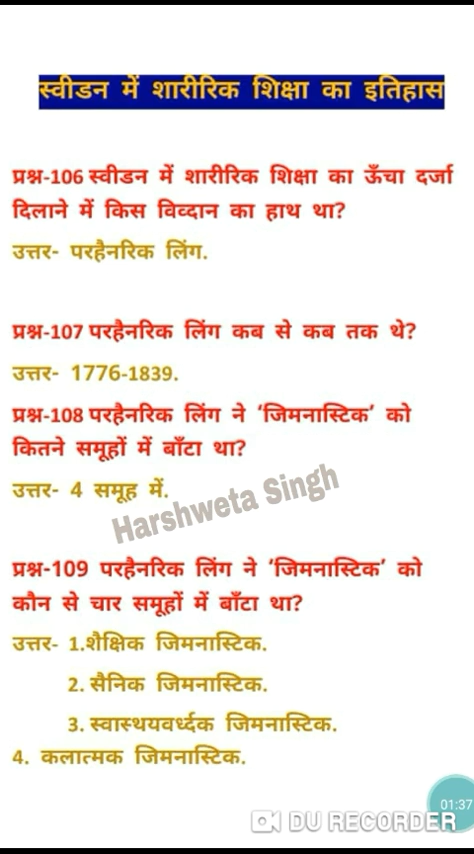 स्वीडन में शारीरिक शिक्षा का इतिहास
प्रश्न-106 स्वीडन में शारीरिक शिक्षा का ऊँचा दर्जा
दिलाने में किस विव्दान का हाथ था?
उत्तर- परहैनरिक लिंग.
प्रश्न-107 परहैनरिक लिंग कब से कब तक थे?
उत्तर- 1776-1839.
प्रश्न-108 परहैनरिक लिंग ने ‘जिमनास्टिक’ को
कितने समूहों में बाँटा था?
उत्तर- 4 समूह में.
Harshweta Singh
प्रश्न-109 परहैनरिक लिंग ने ‘जिमनास्टिक’ को
कौन से चार समूहों में बाँटा था?
उत्तर- 1.शैक्षिक जिमनास्टिक.
2. सैनिक जिमनास्टिक.
3. स्वास्थयवर्ध्दक जिमनास्टिक.
4. कलात्मक जिमनास्टिक.
01:37
DU RECORDER